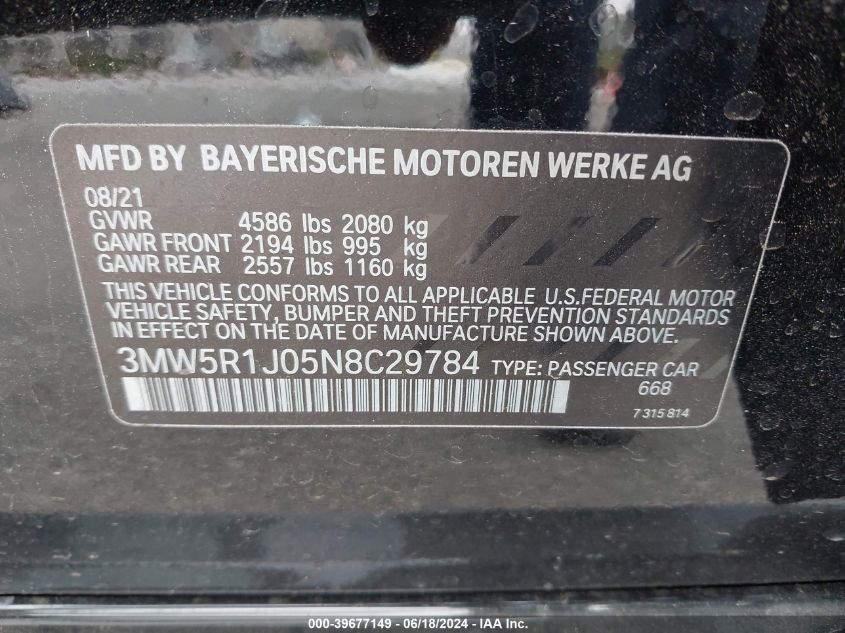 MFD BY BAYERISCHE MOTOREN WERKE AG
08/21
GVWR 4586 lbs 2080 kg
GAWR FRONT 2194 lbs 995 kg
GAWR REAR 2557 lbs 1160 kg
THIS VEHICLE CONFORMS TO ALL APPLICABLE U.S.FEDERAL MOTOR
VEHICLE SAFETY, BUMPER AND THEFT PREVENTION STANDARDS
IN EFFECT ON THE DATE OF MANUFACTURE SHOWN ABOVE.
3MW5R1J05N8C29784 TYPE: PASSENGER CAR
668
7 315 814
000-39677149 - 06/18/2024 - IAA Inc.